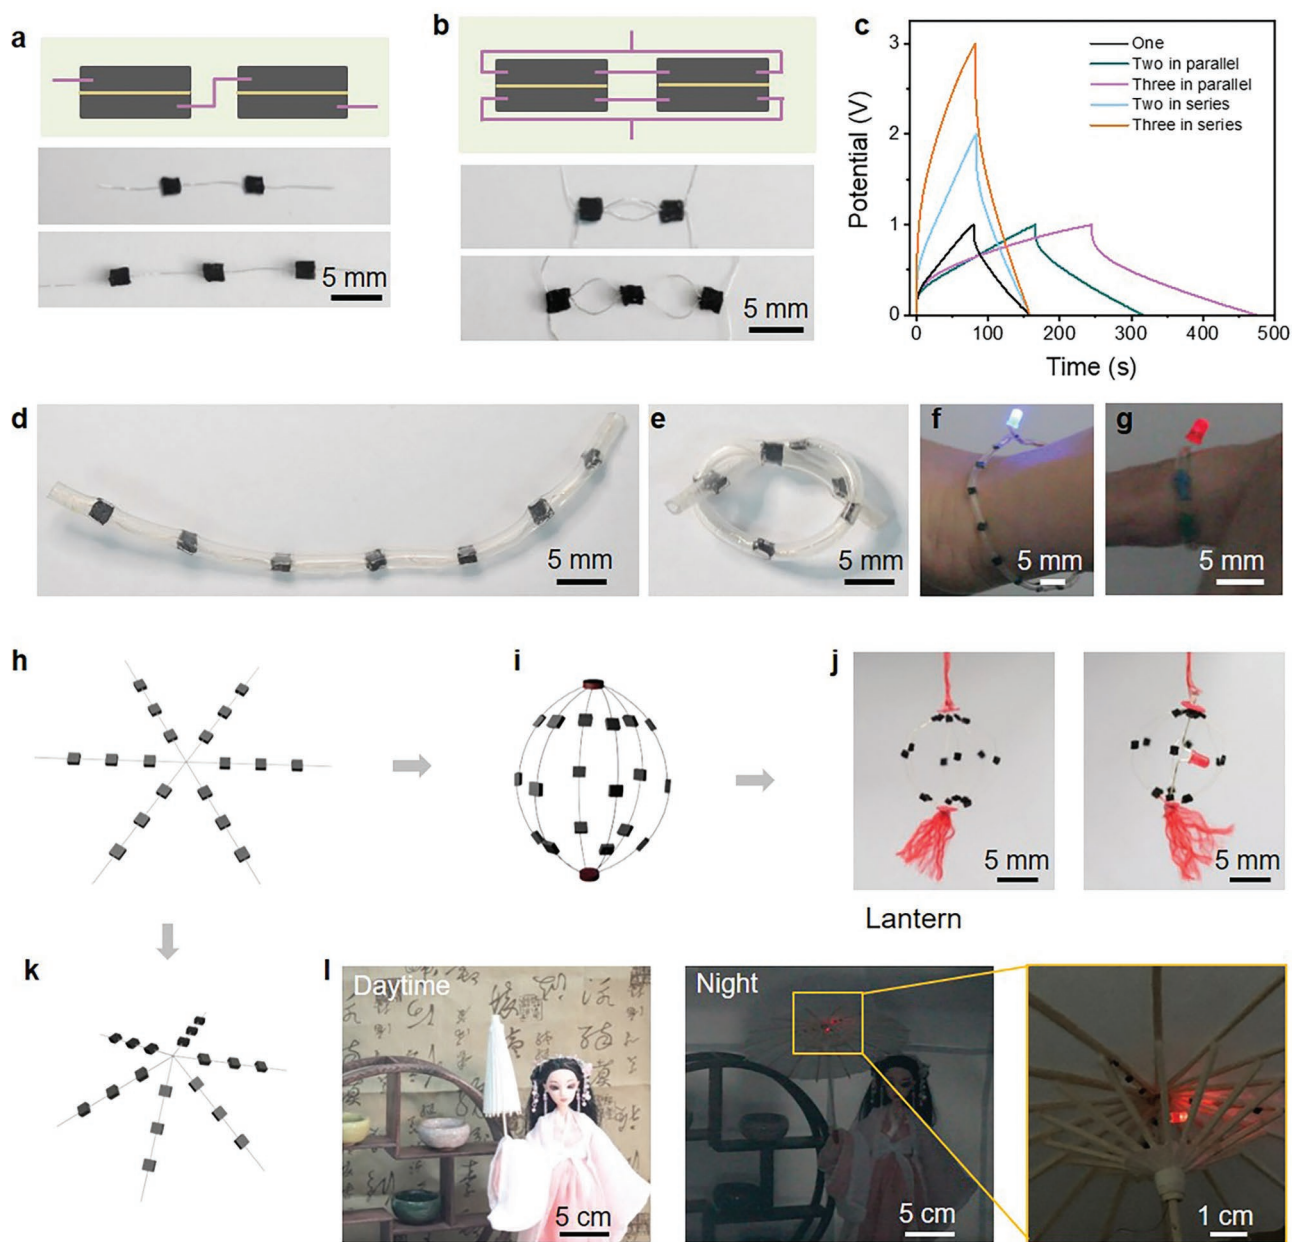 a
5 mm
b
5 mm
c
3
2
1
0
Potential (V)
0 100 200 300 400 500
Time (s)
One
Two in parallel
Three in parallel
Two in series
Three in series
d
5 mm
e
5 mm
f
5 mm
g
5 mm
h
i
j
5 mm
5 mm
Lantern
k
l
Daytime
5 cm
Night
5 cm
1 cm